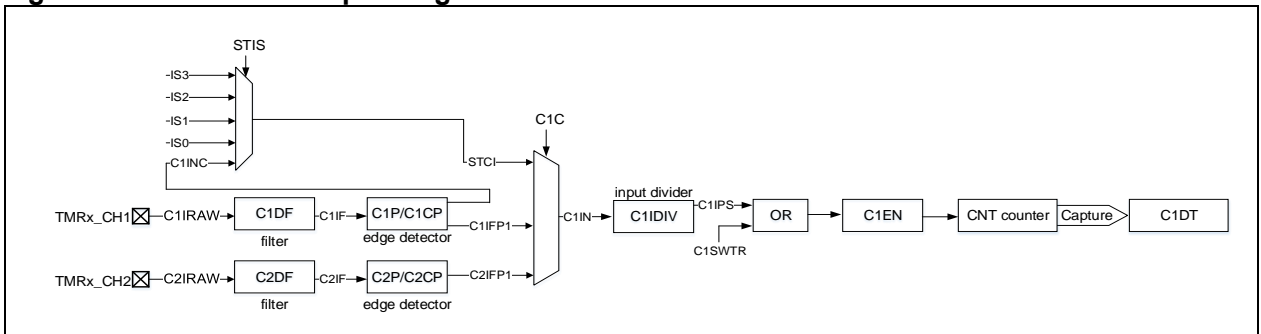 STIS
-IS3
-IS2
-IS1
-IS0
C1INC
C1C
STCI
TMRx_CH1
C1IRAW
C1DF
filter
C1IF
C1P/C1CP
edge detector
C1IFP1
C1IN
input divider
C1IDIV
C1IPS
OR
C1SWTR
C1EN
CNT counter
Capture
C1DT
TMRx_CH2
C2IRAW
C2DF
filter
C2IF
C2P/C2CP
edge detector
C2IFP1